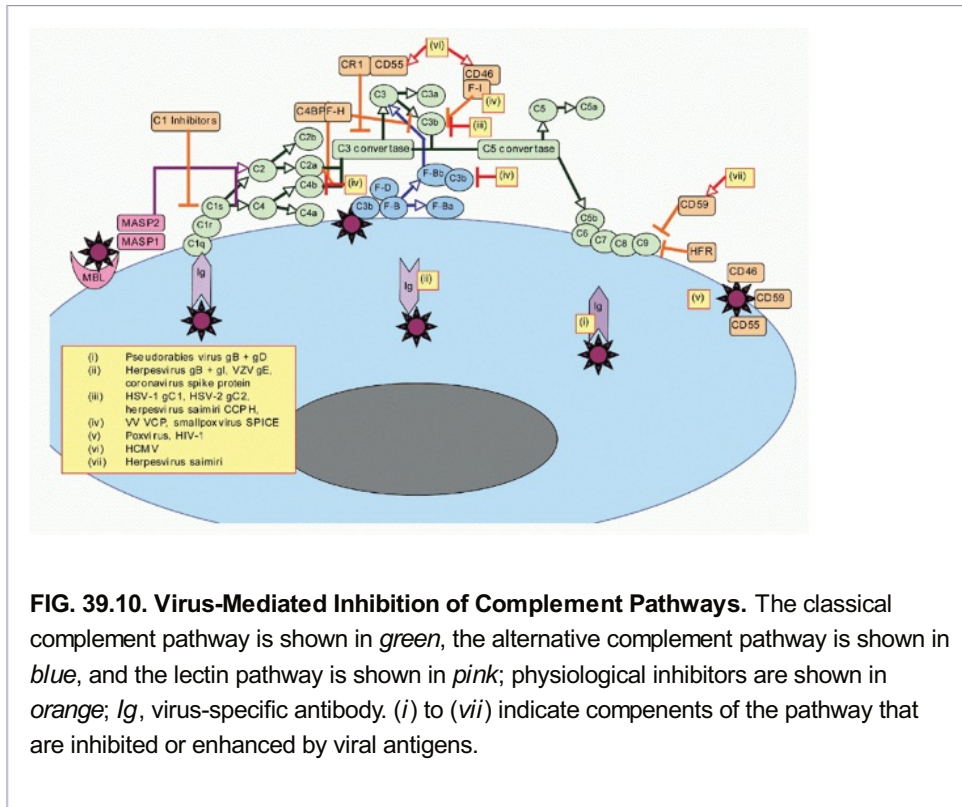 (vi)
CR1 CD55
CD46
F-I
(iv)
C3 C3a
C4BP F-H
C3b
(iii)
C5 C5a
C1 Inhibitors
C2b
C3 convertase
C5 convertase
C2 C2a
C4b
(iv)
F-Bb C3b
(iv)
(vii)
F-D
C1s C4 C4a
C3b F-B F-Ba
CD59
MASP2
C1r
C5b
MASP1
C1q
C6 C7 C8 C9
HFR
MBL
Ig
Ig (ii)
CD46
(v)
CD59
Ig
(i)
CD55
(i) Pseudorabies virus gB + gD
(ii) Herpesvirus gB + gI, VZV gE,
coronavirus spike protein
(iii) HSV-1 gC1, HSV-2 gC2,
herpesvirus saimiri CCPH,
(iv) VV VCP, smallpoxvirus SPICE
(v) Poxvirus, HIV-1
(vi) HCMV
(vii) Herpesvirus saimiri
FIG. 39.10. Virus-Mediated Inhibition of Complement Pathways. The classical
complement pathway is shown in green, the alternative complement pathway is shown in
blue, and the lectin pathway is shown in pink; physiological inhibitors are shown in
orange; Ig, virus-specific antibody. (i) to (vii) indicate compenents of the pathway that
are inhibited or enhanced by viral antigens.